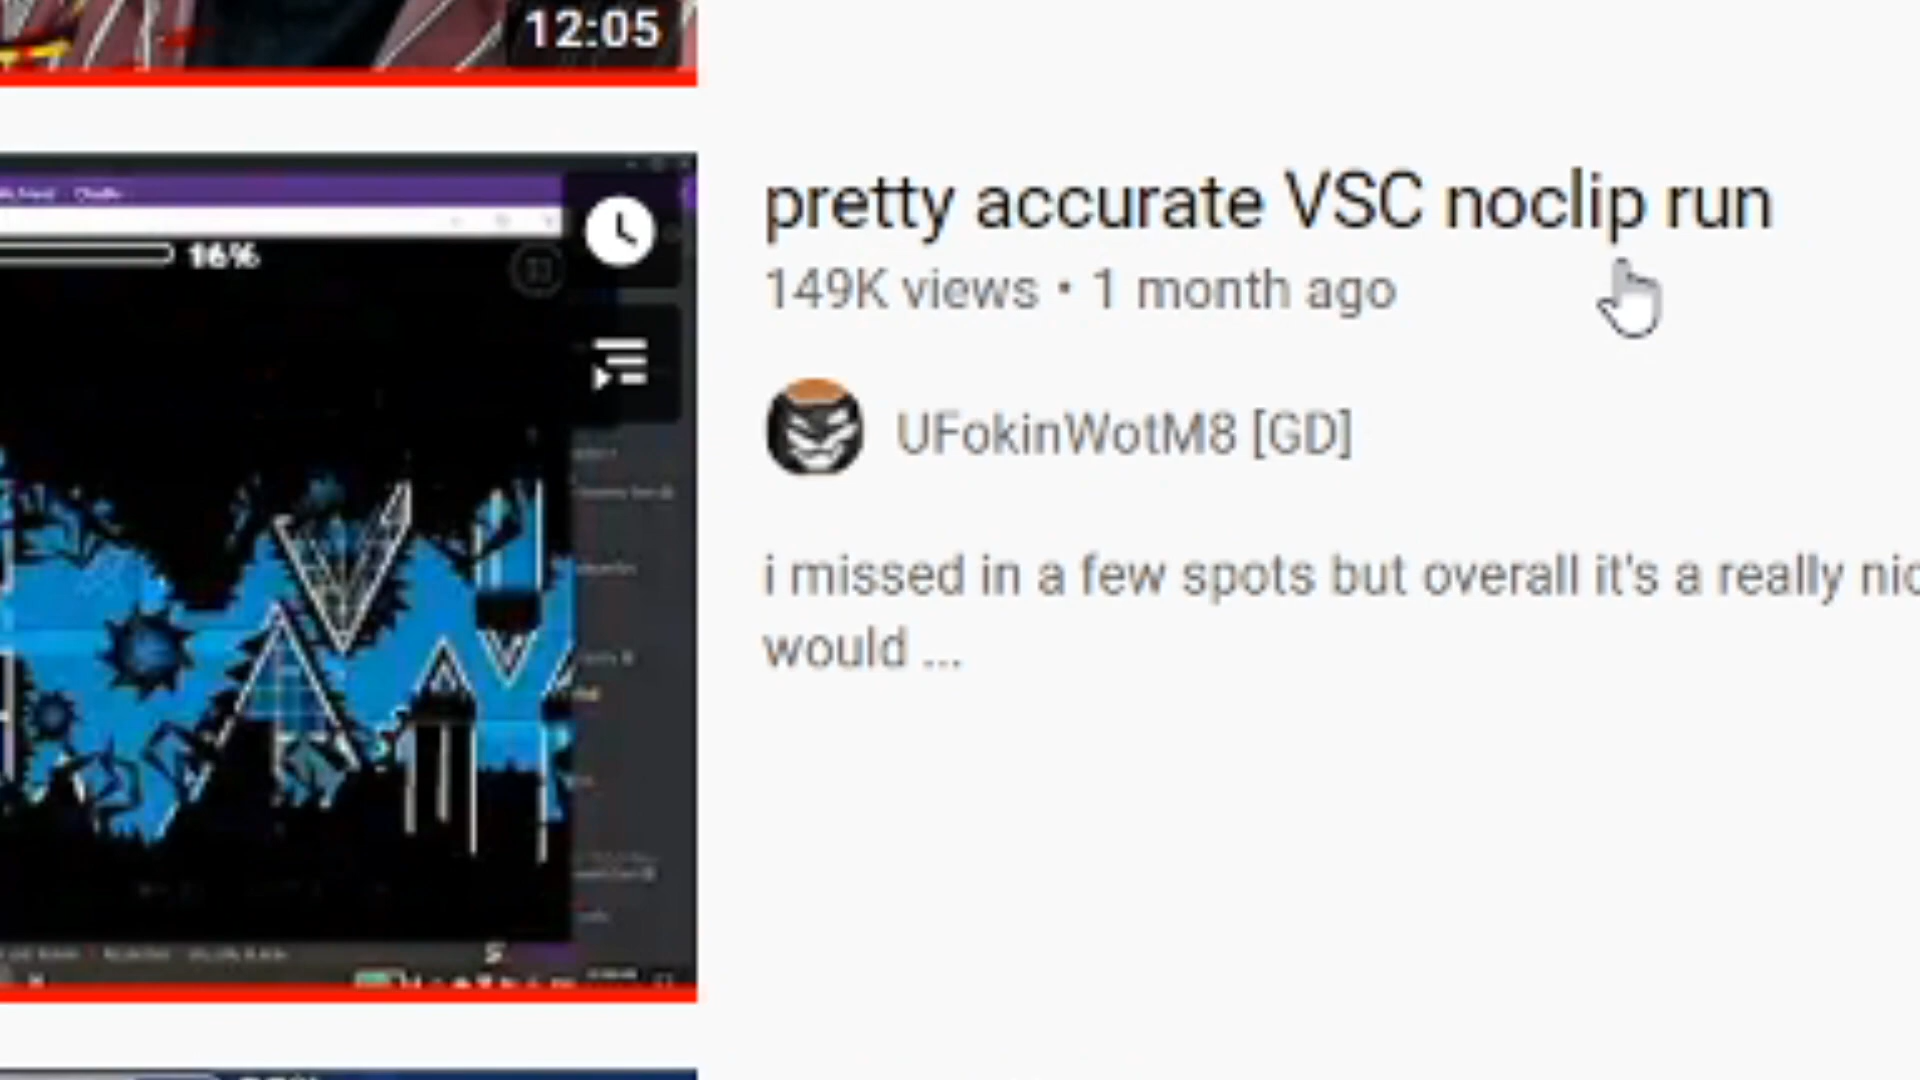 12:05
pretty accurate VSC noclip run
16%
149K views • 1 month ago
UFokinWotM8 [GD]
i missed in a few spots but overall it's a really
would ...